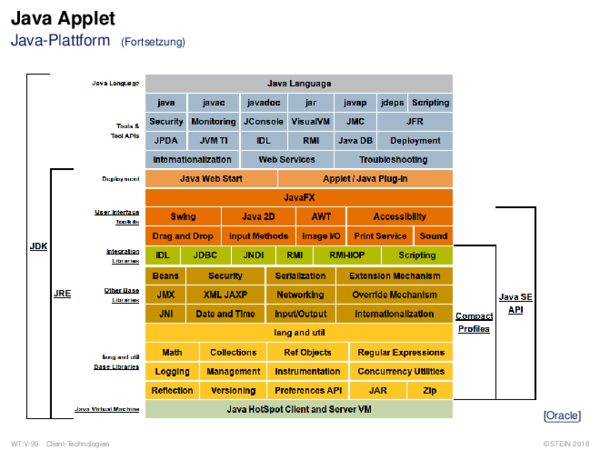 Java Applet
Java-Plattform (Fortsetzung)
Java Language Java Language
java javac javadoc jar javap jdeps Scripting
Security Monitoring JConsole VisualVM JMC JFR
Tools &
Tool APIs
JPDA JVM TI IDL RMI Java DB Deployment
Internationalization Web Services Troubleshooting
Deployment Java Web Start Applet / Java Plug-in
JavaFX
User Interface
Toolkits
Swing Java 2D AWT Accessibility
Drag and Drop Input Methods Image I/O Print Service Sound
JDK
Integration
Libraries
IDL JDBC JNDI RMI RMI-IIOP Scripting
Beans Security Serialization Extension Mechanism
JRE
Other Base
Libraries
JMX XML JAXP Networking Override Mechanism
Java SE
API
JNI Date and Time Input/Output Internationalization
Compact
Profiles
lang and util
lang and util
Base Libraries
Math Collections Ref Objects Regular Expressions
Logging Management Instrumentation Concurrency Utilities
Reflection Versioning Preferences API JAR Zip
Java Virtual Machine Java HotSpot Client and Server VM
[Oracle]
WT:V-99 Client-Technologien ©STEIN 2018